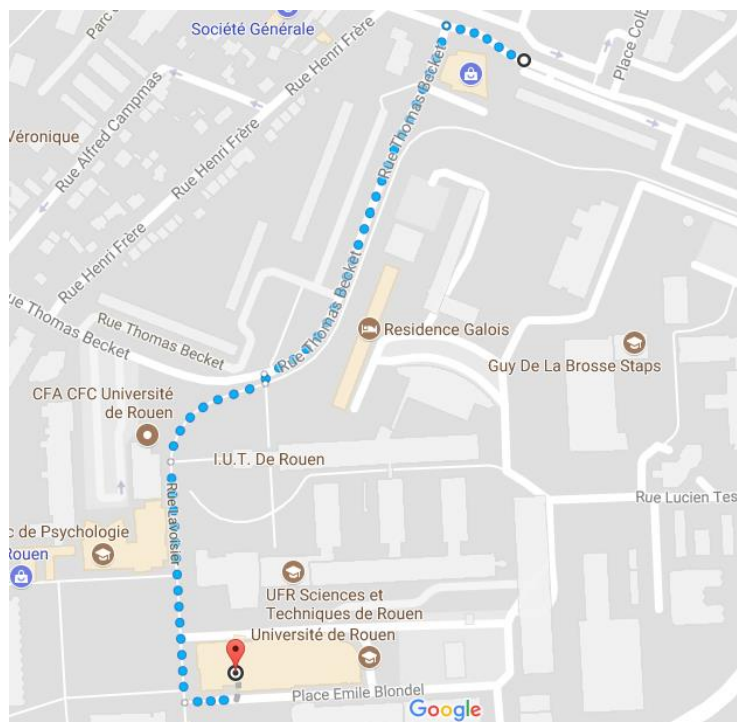 Parc
Société Générale
Place Colb
Rue Henri Frère
Rue Alfred Campmas
Véronique
Rue Henri Frère
Rue Thomas Becket
Rue Henri Frère
Rue Thomas Becket
ue Thomas Becket
Rue Thomas Becket
Rue Thomas Becket
Residence Galois
Guy De La Brosse Staps
CFA CFC Université
de Rouen
I.U.T. De Rouen
Rue Lavoisier
Rue Lucien Tes
c de Psychologie
Rouen
UFR Sciences et
Techniques de Rouen
Université de Rouen
Place Emile Blondel
Google